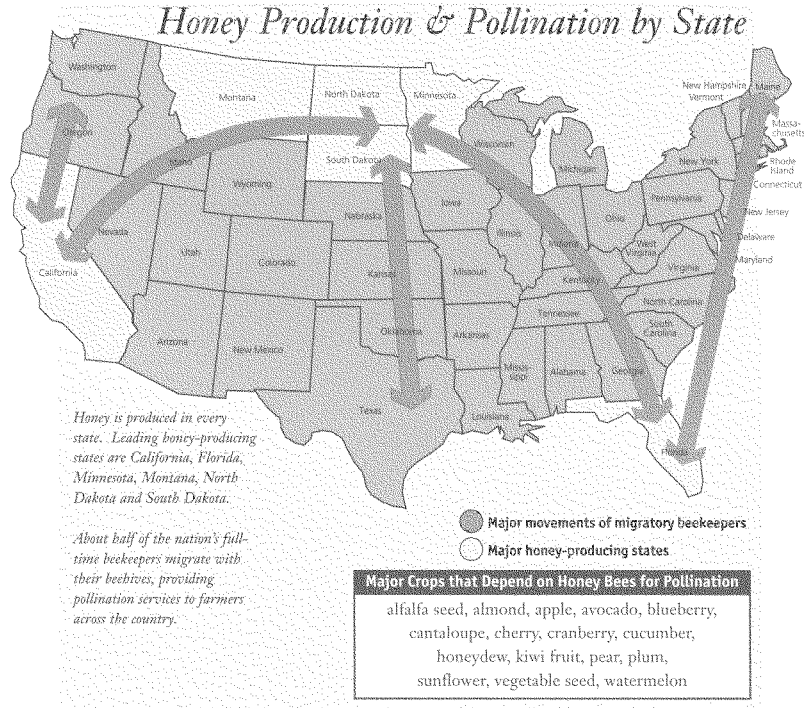 Honey Production & Pollination by State
Washington
Montana
North Dakota
Minnesota
New Hampshire
Vermont
Maine
Massa-
chusetts
Oregon
Idaho
South Dakota
Wisconsin
Michigan
New York
Rhode
Island
Connecticut
Wyoming
Nebraska
Iowa
Illinois
Indiana
Ohio
Pennsylvania
New Jersey
Nevada
Utah
Colorado
Kansas
Missouri
Kentucky
West
Virginia
Virginia
Delaware
Maryland
California
Arizona
New Mexico
Oklahoma
Arkansas
Tennessee
North Carolina
South
Carolina
Texas
Louisiana
Missis-
sippi
Alabama
Georgia
Florida
Honey is produced in every
state. Leading honey-producing
states are California, Florida,
Minnesota, Montana, North
Dakota and South Dakota.
About half of the nation's full-
time beekeepers migrate with
their beehives, providing
pollination services to farmers
across the country.
Major movements of migratory beekeepers
Major honey-producing states
Major Crops that Depend on Honey Bees for Pollination
alfalfa seed, almond, apple, avocado, blueberry,
cantaloupe, cherry, cranberry, cucumber,
honeydew, kiwi fruit, pear, plum,
sunflower, vegetable seed, watermelon